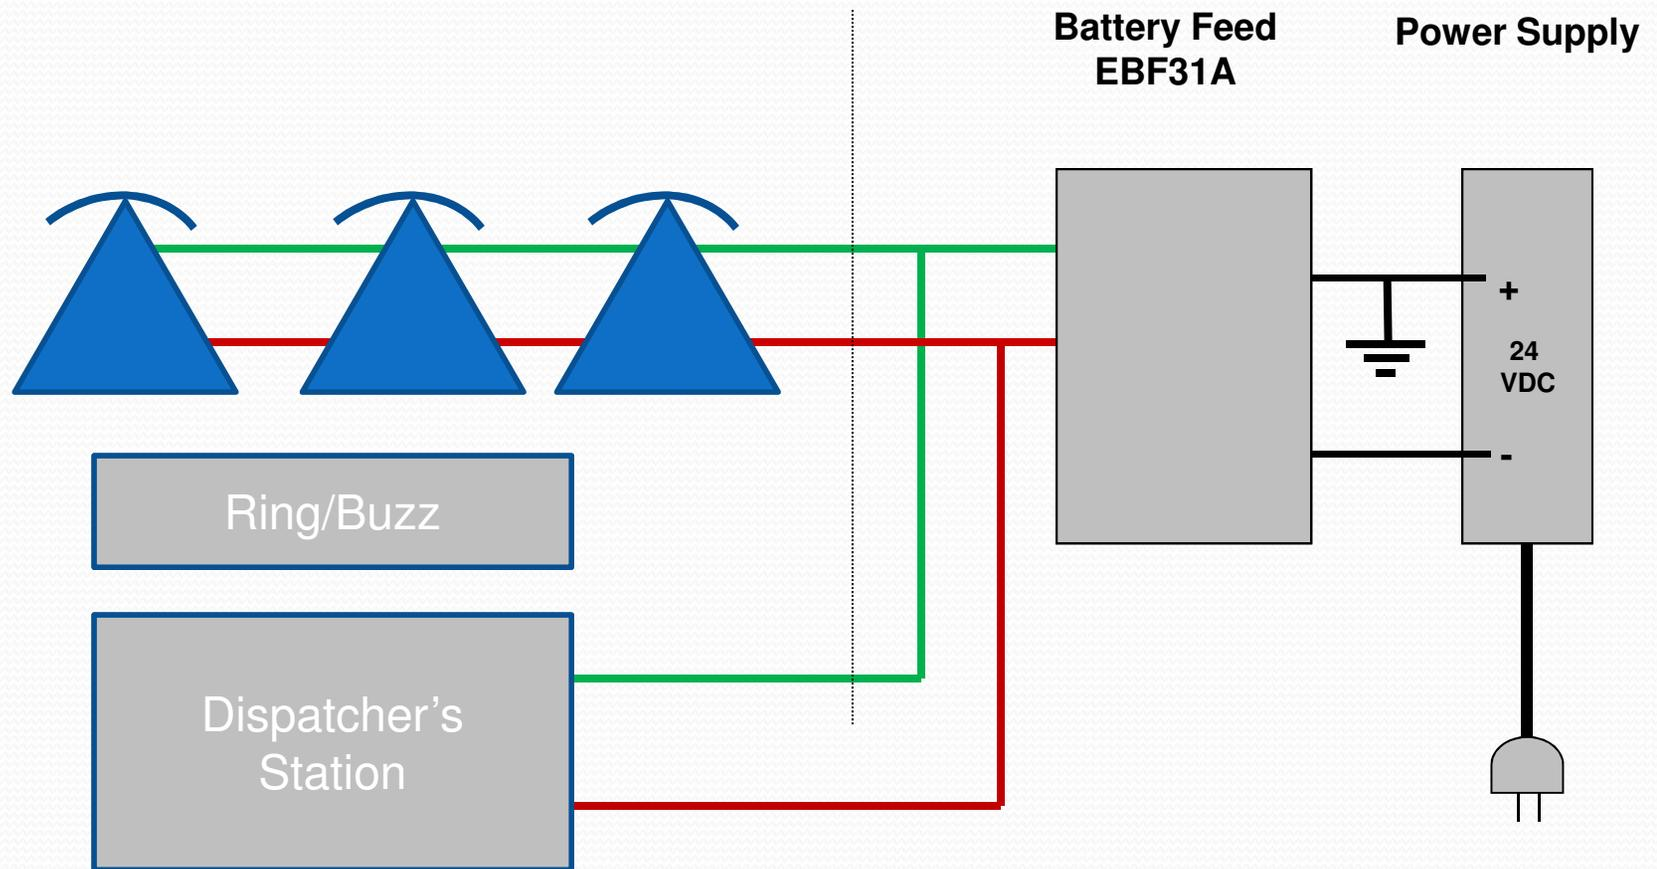 Battery Feed
EBF31A
Power Supply
+
24
VDC
-
Ring/Buzz
Dispatcher’s
Station